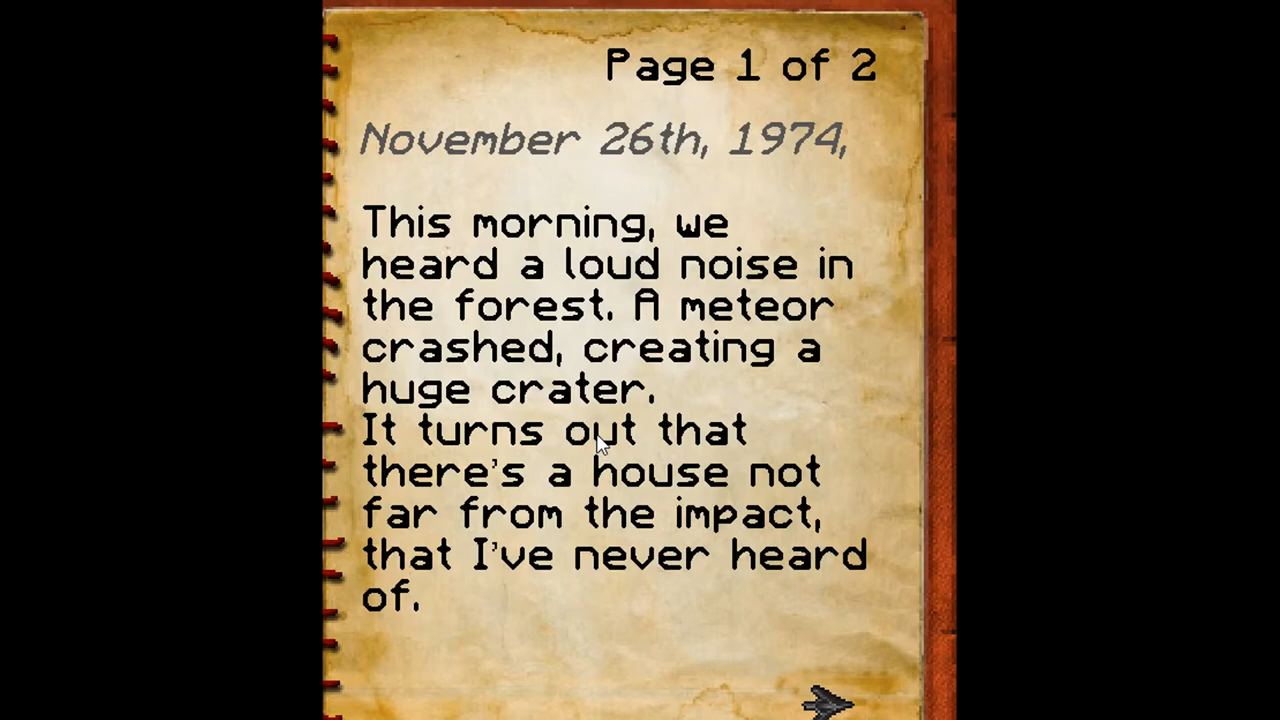 Page 1 of 2
November 26th, 1974,
This morning, we
heard a loud noise in
the forest. A meteor
crashed, creating a
huge crater.
It turns out that
there's a house not
far from the impact,
that I've never heard
of.